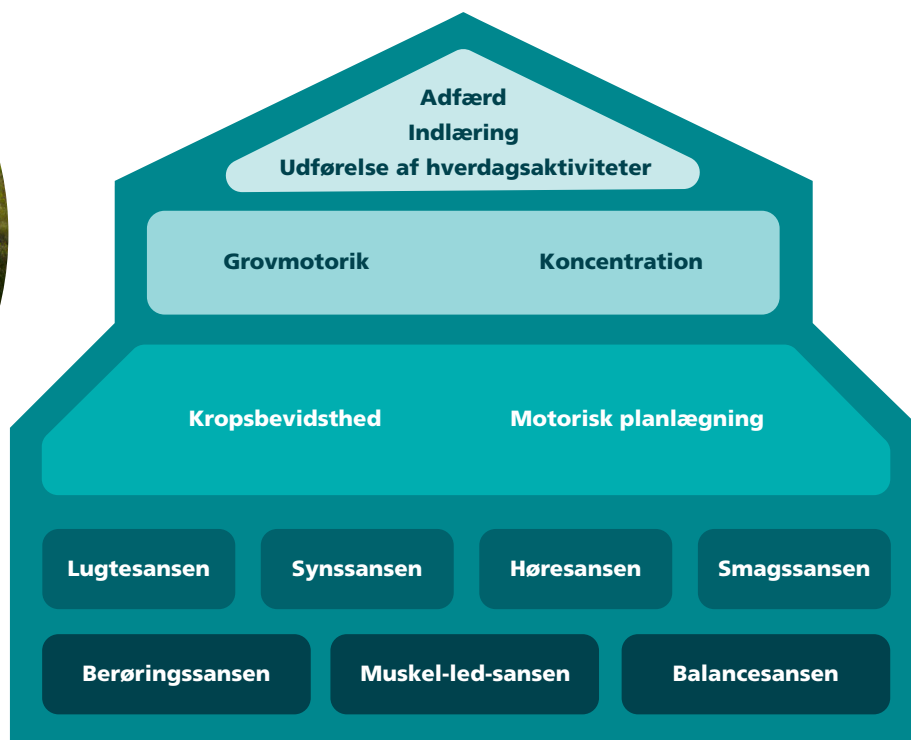 Adfærd
Indlæring
Udførelse af hverdagsaktiviteter
Grovmotorik Koncentration
Kropsbevidsthed Motorisk planlægning
Lugtesansen Synssansen Høresansen Smagssansen
Berøringssansen Muskel-led-sansen Balancesansen